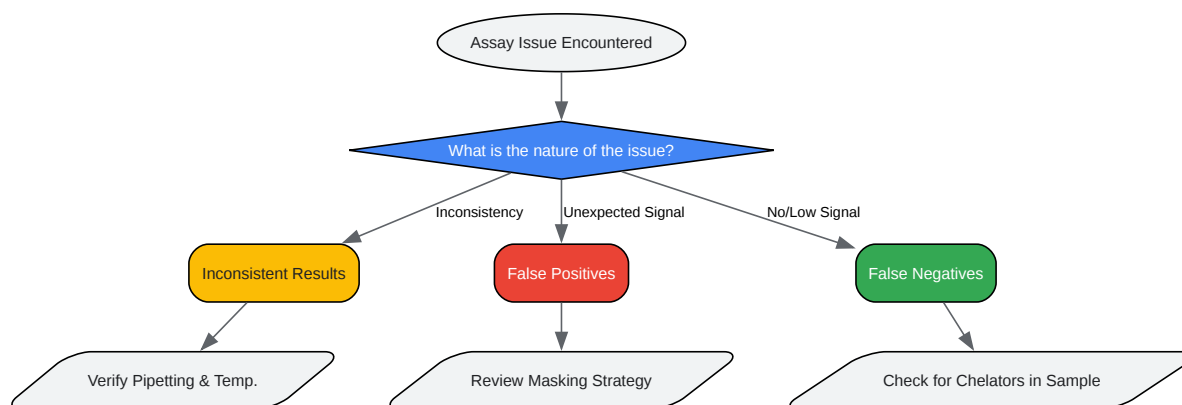 Assay Issue Encountered
What is the nature of the issue?
Inconsistency
Unexpected Signal
No/Low Signal
Inconsistent Results
False Positives
False Negatives
Verify Pipetting & Temp.
Review Masking Strategy
Check for Chelators in Sample